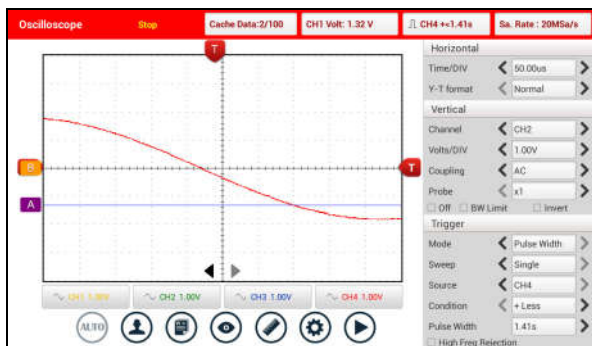 Oscilloscope Stop Cache Data:2/100 CH1 Volt: 1.32 V CH4 +<1.41s Sa. Rate : 20MSa/s
T
Horizontal
Time/DIV 50.00us
Y-T format Normal
Vertical
Channel CH2
Volts/DIV 1.00V
B T
Coupling AC
Probe x1
A
Off BW Limit Invert
Trigger
Mode Pulse Width
Sweep Single
Source CH4
CH1 1.00V CH2 1.00V CH3 1.00V CH4 1.00V
Condition + Less
AUTO
Pulse Width 1.41s
High Freq Rejection